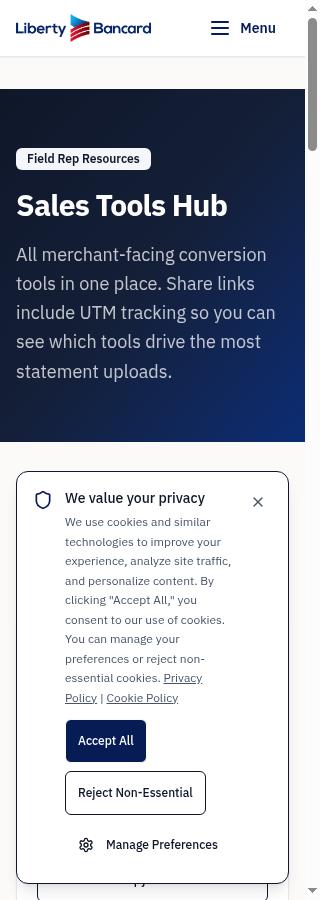 Liberty Bancard
Menu
Field Rep Resources
Sales Tools Hub
All merchant-facing conversion
tools in one place. Share links
include UTM tracking so you can
see which tools drive the most
statement uploads.
We value your privacy
We use cookies and similar
technologies to improve your
experience, analyze site traffic,
and personalize content. By
clicking "Accept All," you
consent to our use of cookies.
You can manage your
preferences or reject non-
essential cookies. Privacy
Policy | Cookie Policy
Accept All
Reject Non-Essential
Manage Preferences